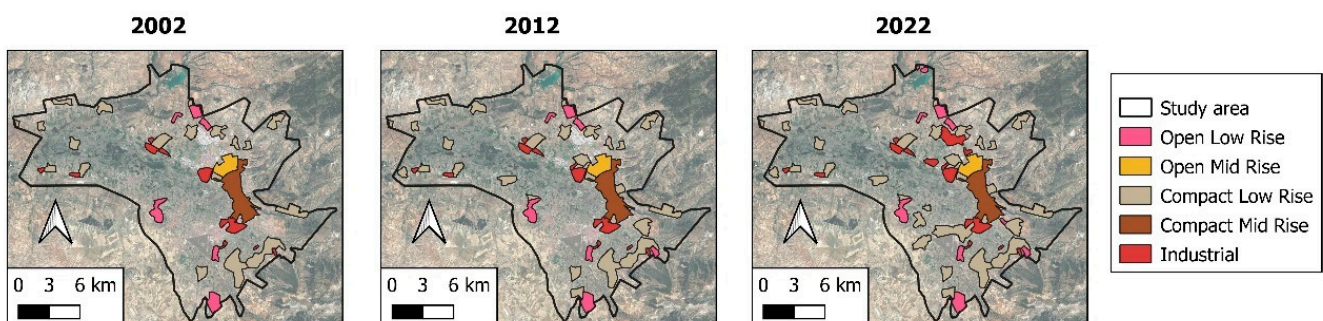 2002
2012
2022
0 3 6 km
0 3 6 km
0 3 6 km
Study area
Open Low Rise
Open Mid Rise
Compact Low Rise
Compact Mid Rise
Industrial